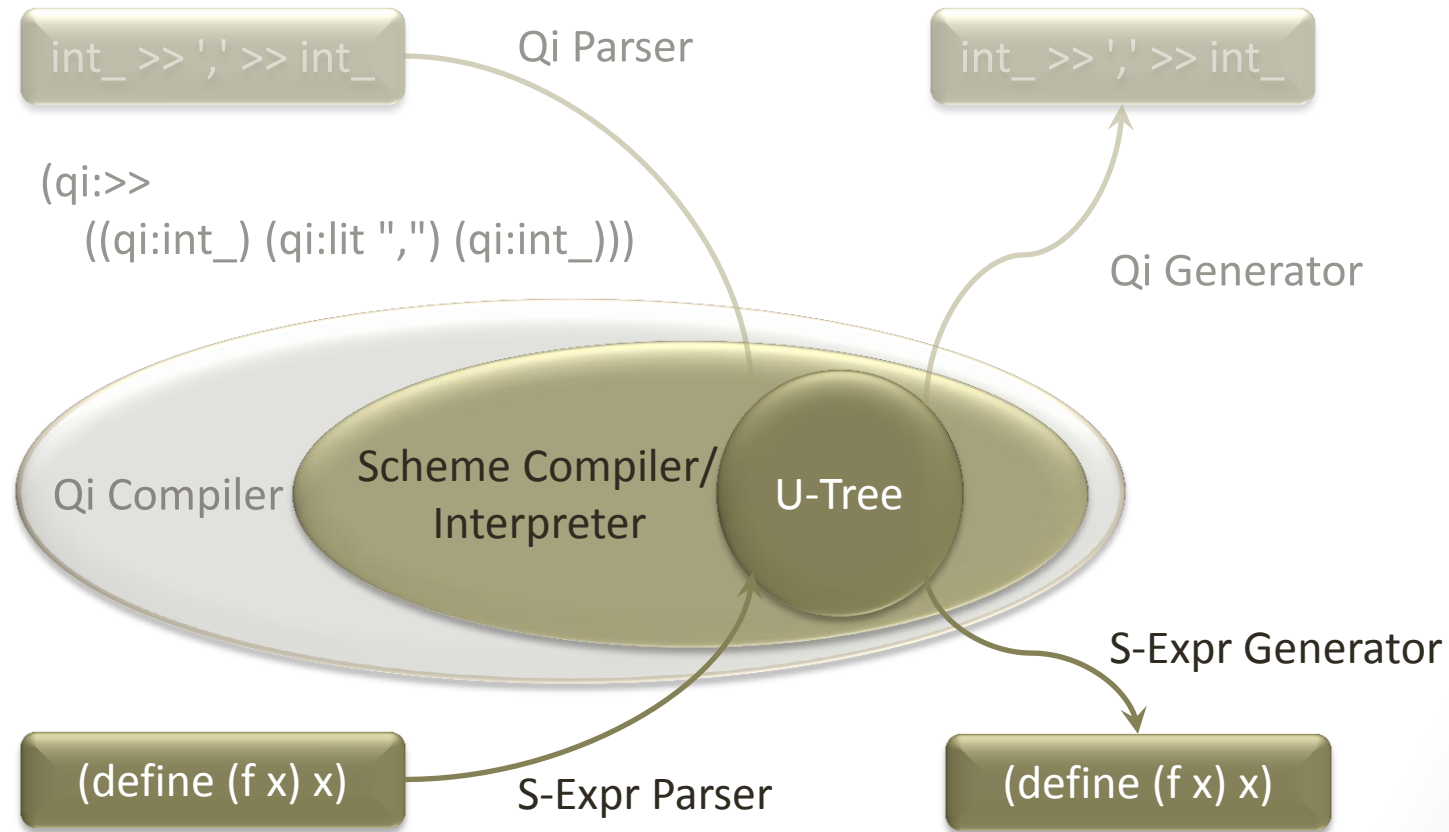 int_ >> ',' >> int_
Qi Parser
int_ >> ',' >> int_
(qi:>>
((qi:int_) (qi:lit ",") (qi:int_)))
Qi Generator
Qi Compiler
Scheme Compiler/
Interpreter
U-Tree
S-Expr Generator
(define (f x) x)
S-Expr Parser
(define (f x) x)